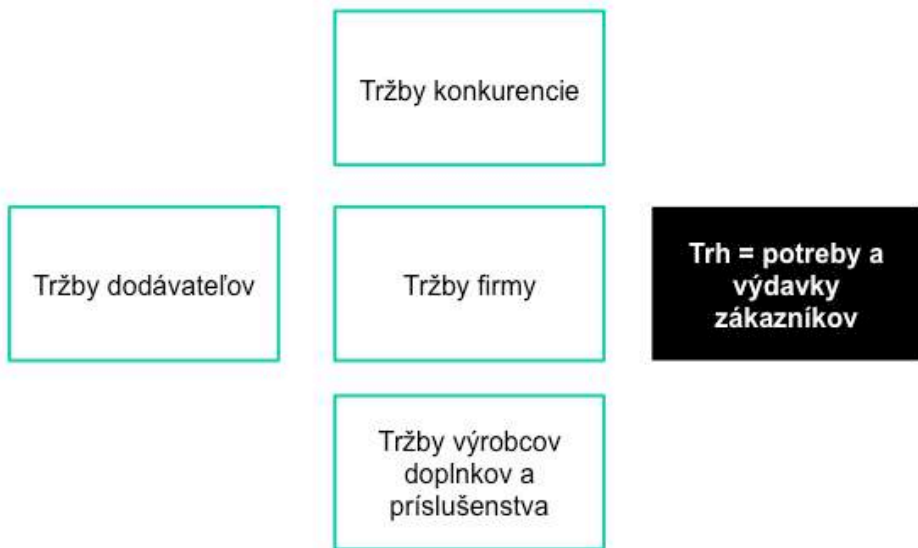 Tržby konkurencie
Tržby dodávateľov
Tržby firmy
Trh = potreby a
výdavky
zákazníkov
Tržby výrobcov
doplnkov a
príslušenstva